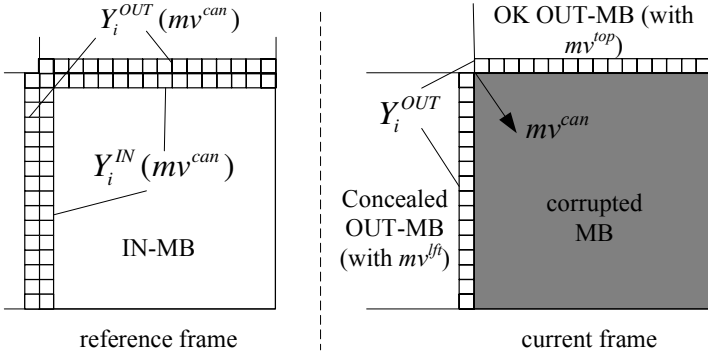 Y_i^{OUT}(mv^{can})
Y_i^{IN}(mv^{can})
IN-MB
reference frame
OK OUT-MB (with
mv^{top})
Y_i^{OUT}
mv^{can}
Concealed
OUT-MB
(with mv^{lft})
corrupted
MB
current frame